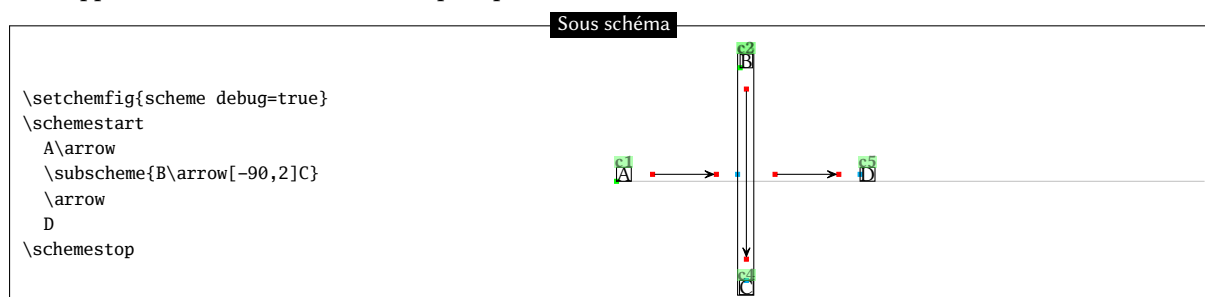 Sous schéma
\setchemfig{scheme debug=true}
\schemestart
A\arrow
\subscheme{B\arrow[-90,2]C}
\arrow
D
\schemestop
c2
B
c1
A
c5
D
c4
C